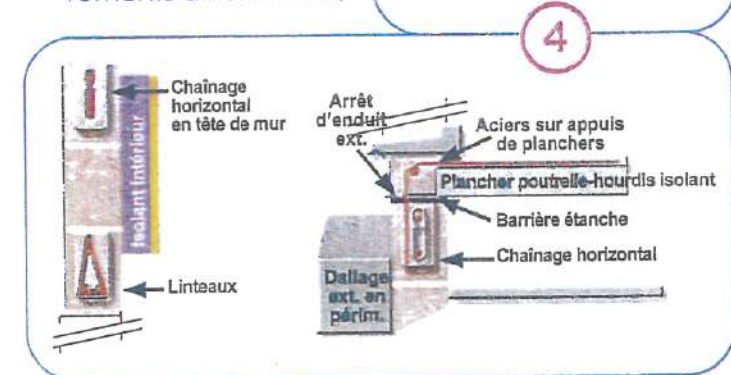 4
Chaînage
horizontal
en tête de mur
Isolant intérieur
Linteaux
Arrêt
d'enduit
ext.
Aciers sur appuis
de planchers
Plancher poutrelle-hourdis isolant
Barrière étanche
Chaînage horizontal
Dallage
ext. en
périm.